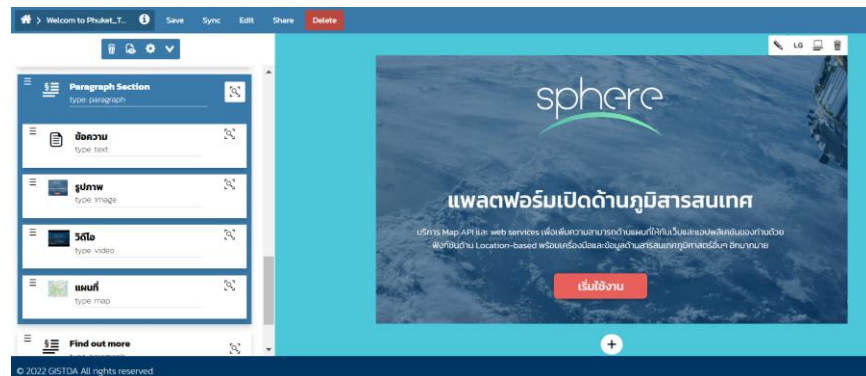 > Welcom to Phuket_T... Save Sync Edit Share Delete
LG
Paragraph Section
type: paragraph
ข้อความ
type: text
รูปภาพ
type: image
วิดีโอ
type: video
แผนที่
type: map
Find out more
sphere
แพลตฟอร์มเปิดด้านภูมิสารสนเทศ
บริการ Map API และ web services เพื่อเพิ่มความสามารถด้านแผนที่ให้กับเว็บและแอปพลิเคชันของท่านด้วย
ฟังก์ชันด้าน Location-based พร้อมเครื่องมือและข้อมูลด้านสารสนเทศภูมิศาสตร์อื่นๆ อีกมากมาย
เริ่มใช้งาน
© 2022 GISTDA All rights reserved.